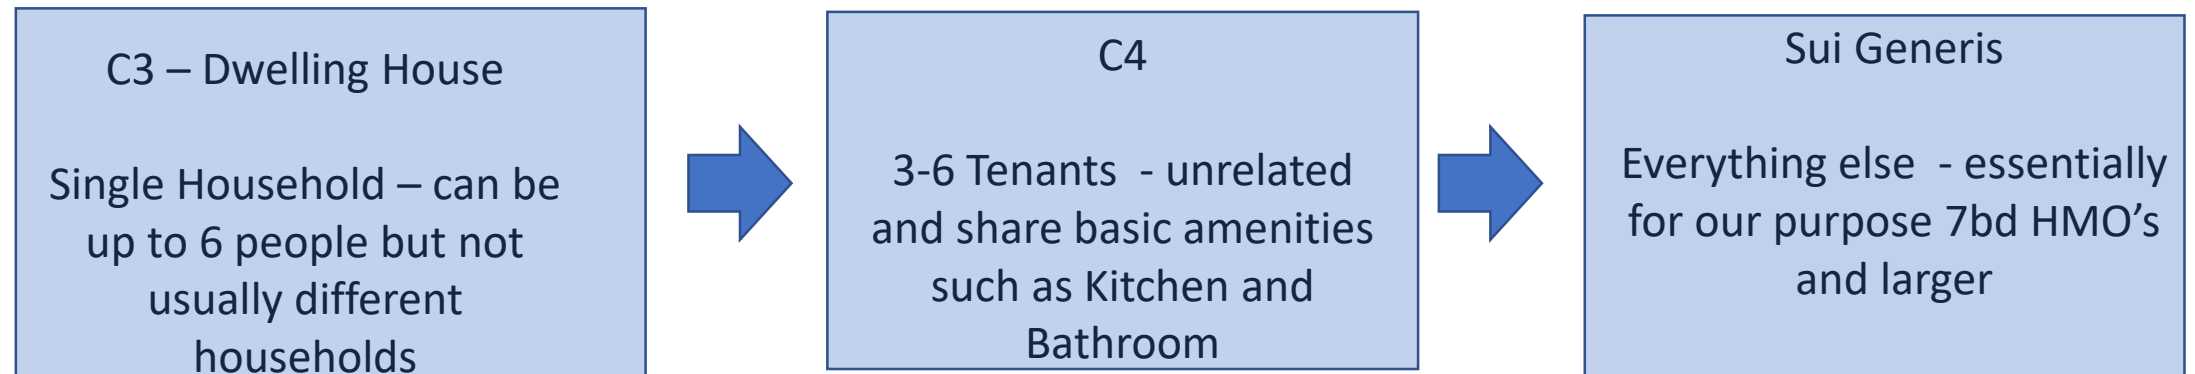 C3 – Dwelling House
Single Household – can be
up to 6 people but not
usually different
households
C4
3-6 Tenants - unrelated
and share basic amenities
such as Kitchen and
Bathroom
Sui Generis
Everything else - essentially
for our purpose 7bd HMO's
and larger